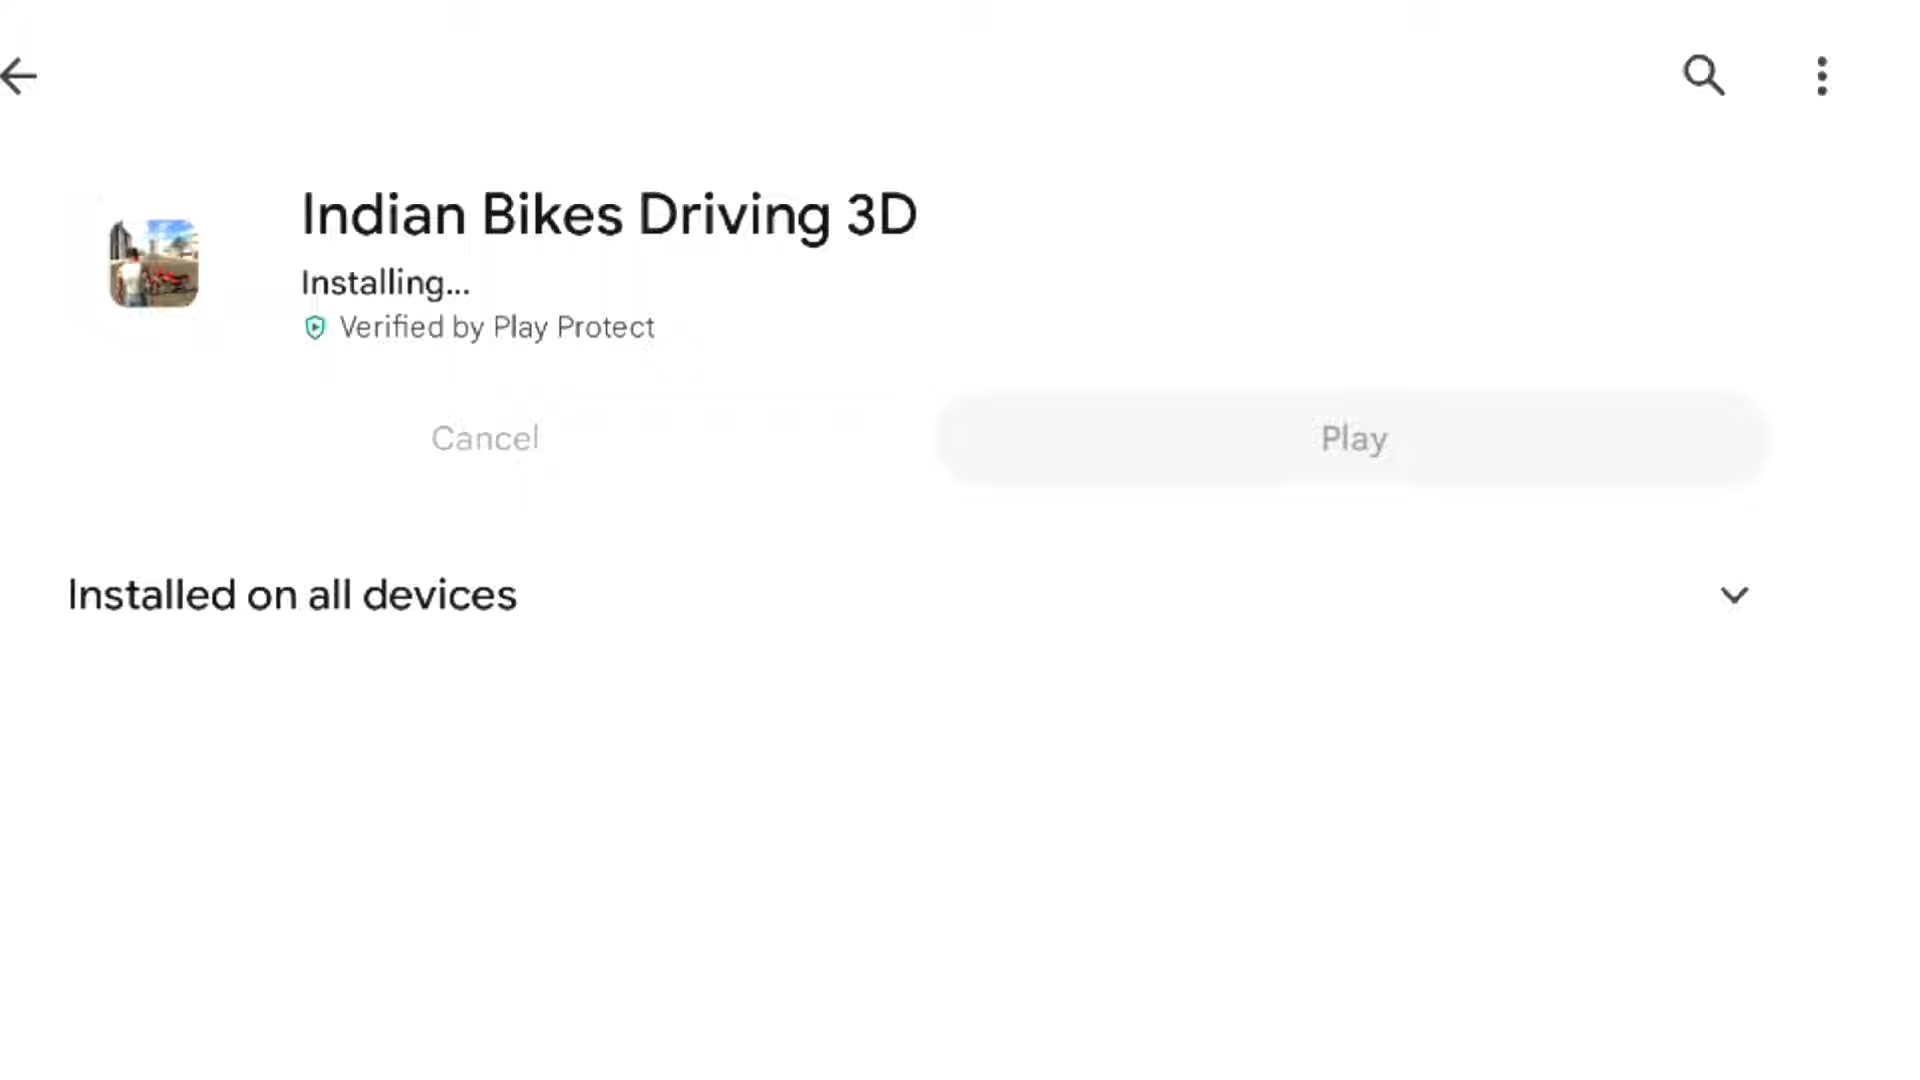 Indian Bikes Driving 3D
Installing...
Verified by Play Protect
Cancel
Play
Installed on all devices